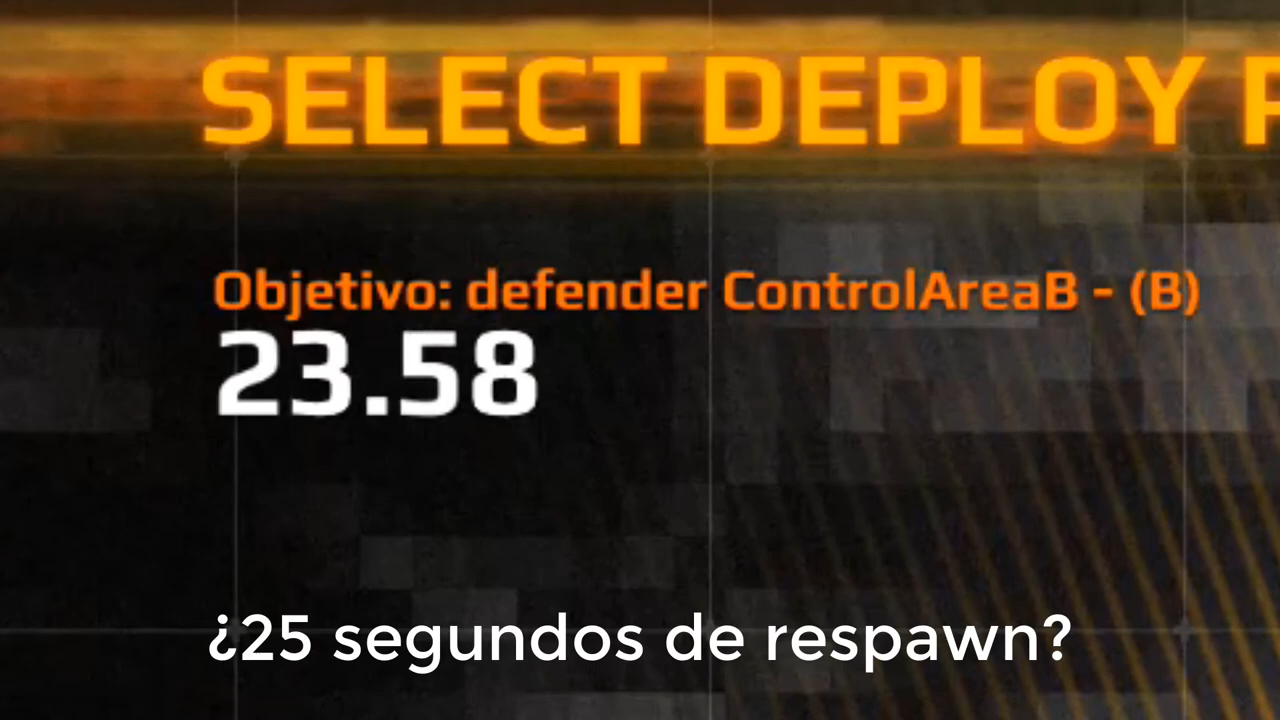 SELECT DEPLOY
Objetivo: defender ControlAreaB - (B)
23.58
¿25 segundos de respawn?